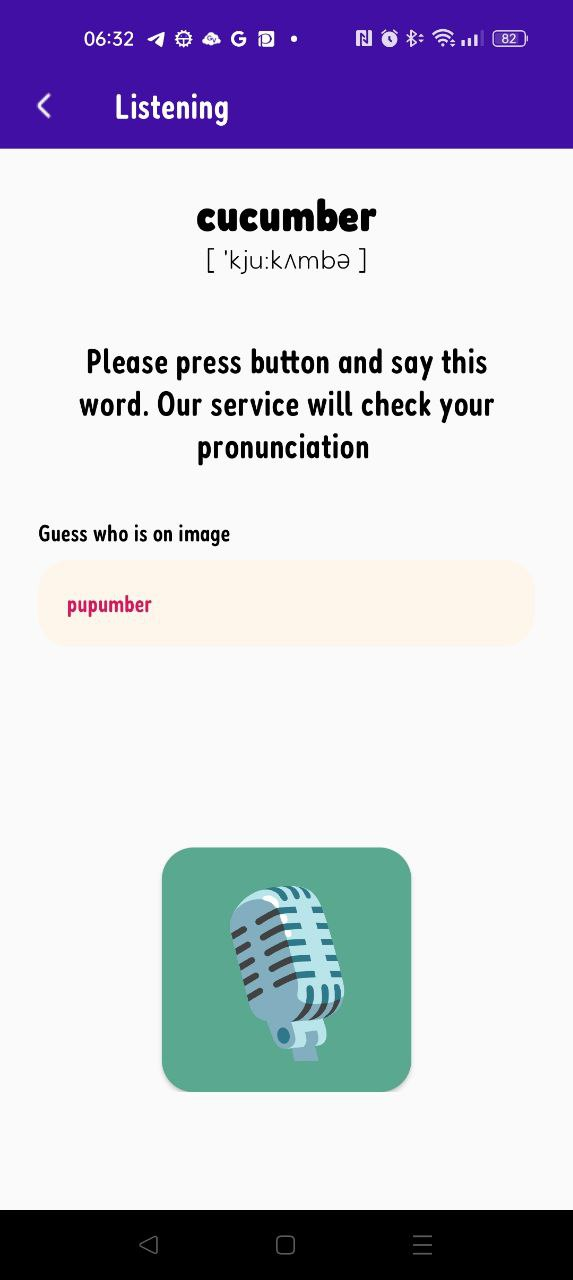 06:32
82
Listening
cucumber
[ 'kju:kʌmbə ]
Please press button and say this
word. Our service will check your
pronunciation
Guess who is on image
pupumber